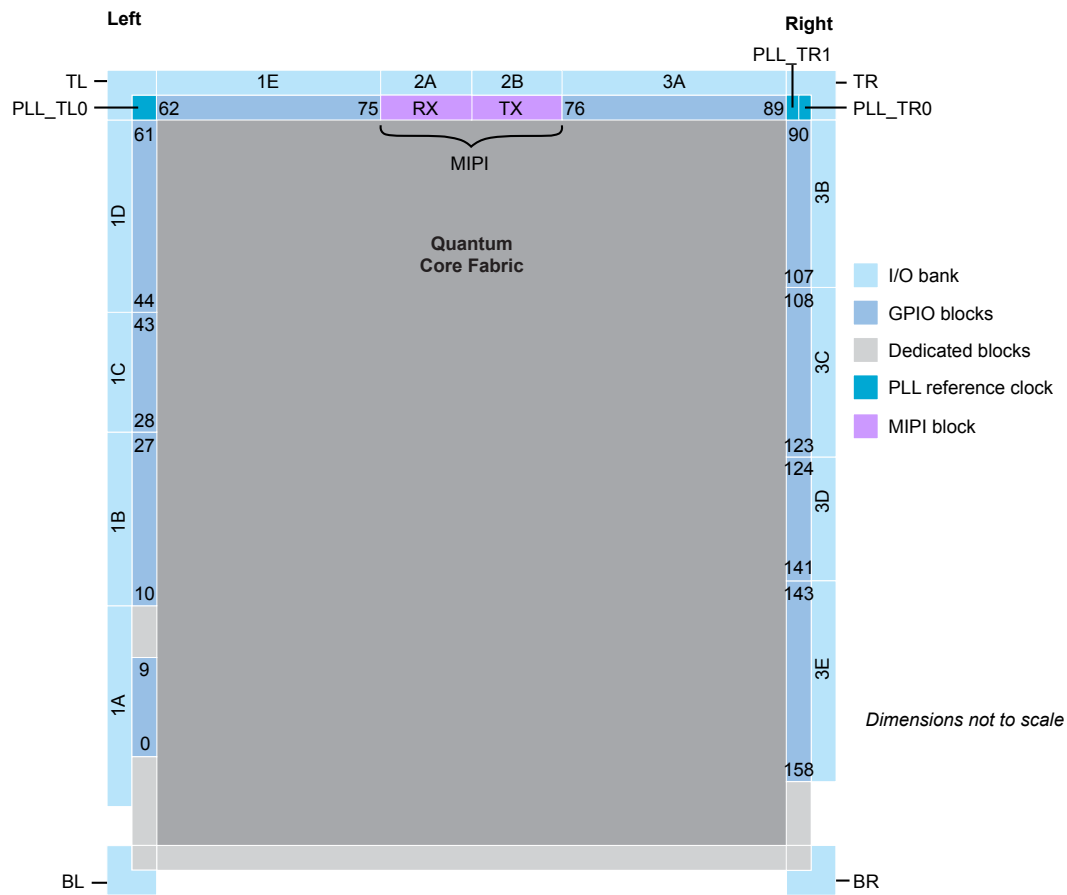 Left
Right
PLL_TR1
TL
1E
2A
2B
3A
TR
PLL_TL0
62
75
RX
TX
76
89
PLL_TR0
61
90
MIPI
1D
3B
Quantum
Core Fabric
107
I/O bank
44
108
GPIO blocks
43
Dedicated blocks
1C
3C
PLL reference clock
28
123
MIPI block
27
124
1B
3D
10
141
143
9
1A
3E
0
Dimensions not to scale
158
BL
BR